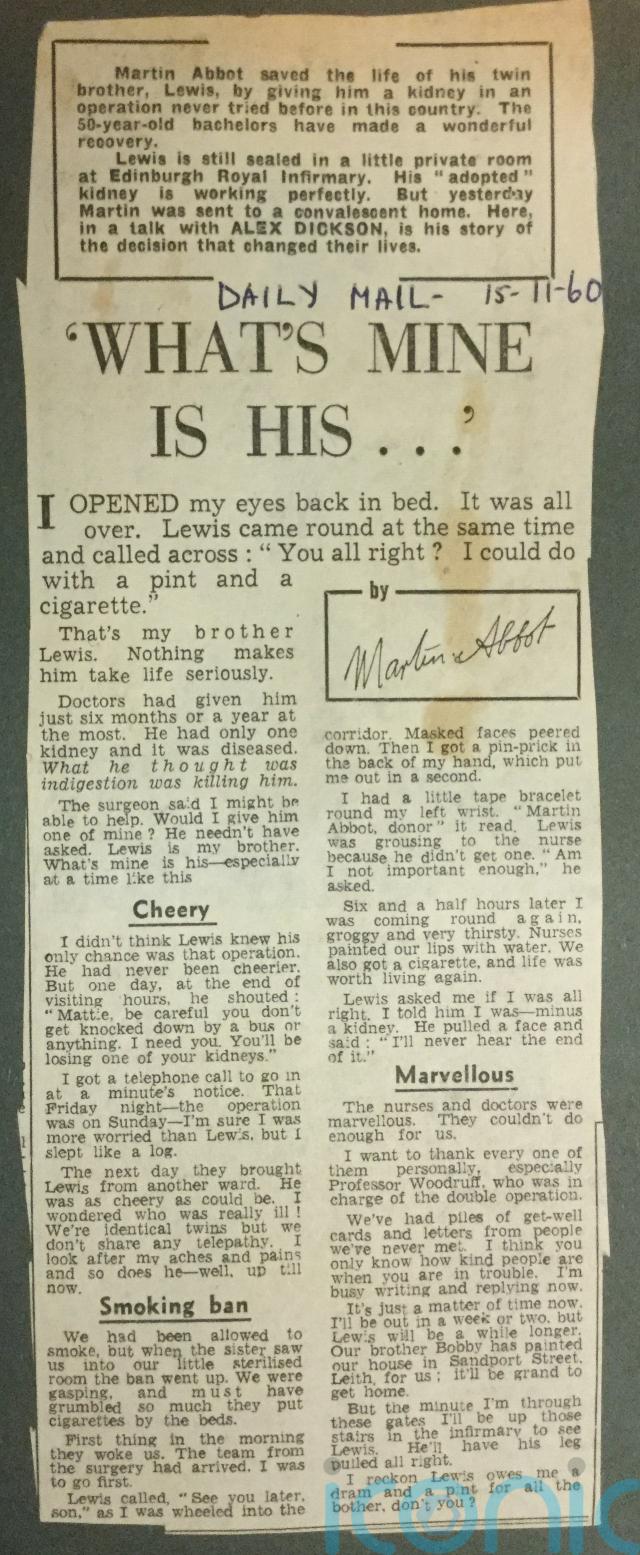 Martin Abbot saved the life of his twin
brother, Lewis, by giving him a kidney in an
operation never tried before in this country. The
50-year-old bachelors have made a wonderful
recovery.
Lewis is still sealed in a little private room
at Edinburgh Royal Infirmary. His "adopted"
kidney is working perfectly. But yesterday
Martin was sent to a convalescent home. Here,
in a talk with ALEX DICKSON, is his story of
the decision that changed their lives.
DAILY MAIL - 15-11-60
'WHAT'S MINE
IS HIS . . .'
I OPENED my eyes back in bed. It was all
over. Lewis came round at the same time
and called across : " You all right ? I could do
with a pint and a
cigarette."
That's my brother
Lewis. Nothing makes
him take life seriously.
Doctors had given him
just six months or a year at
the most. He had only one
kidney and it was diseased.
What he thought was
indigestion was killing him.
The surgeon said I might be
able to help. Would I give him
one of mine ? He needn't have
asked. Lewis is my brother.
What's mine is his—especially
at a time like this
Cheery
I didn't think Lewis knew his
only chance was that operation.
He had never been cheerier.
But one day, at the end of
visiting hours, he shouted :
" Mattie, be careful you don't
get knocked down by a bus or
anything. I need you. You'll be
losing one of your kidneys."
I got a telephone call to go in
at a minute's notice. That
Friday night—the operation
was on Sunday—I'm sure I was
more worried than Lewis, but I
slept like a log.
The next day they brought
Lewis from another ward. He
was as cheery as could be. I
wondered who was really ill !
We're identical twins but we
don't share any telepathy. I
look after my aches and pains
and so does he—well, up till
now.
Smoking ban
We had been allowed to
smoke, but when the sister saw
us into our little sterilised
room the ban went up. We were
gasping, and must have
grumbled so much they put
cigarettes by the beds.
First thing in the morning
they woke us. The team from
the surgery had arrived. I was
to go first.
Lewis called, " See you later,
son," as I was wheeled into the
by
Martin Abbot
corridor. Masked faces peered
down. Then I got a pin-prick in
the back of my hand, which put
me out in a second.
I had a little tape bracelet
round my left wrist. " Martin
Abbot, donor " it read. Lewis
was grousing to the nurse
because he didn't get one. " Am
I not important enough," he
asked.
Six and a half hours later I
was coming round again,
groggy and very thirsty. Nurses
painted our lips with water. We
also got a cigarette, and life was
worth living again.
Lewis asked me if I was all
right. I told him I was—minus
a kidney. He pulled a face and
said : " I'll never hear the end
of it."
Marvellous
The nurses and doctors were
marvellous. They couldn't do
enough for us.
I want to thank every one of
them personally, especially
Professor Woodruff, who was in
charge of the double operation.
We've had piles of get-well
cards and letters from people
we've never met. I think you
only know how kind people are
when you are in trouble. I'm
busy writing and replying now.
It's just a matter of time now.
I'll be out in a week or two, but
Lewis will be a while longer.
Our brother Bobby has painted
our house in Sandport Street,
Leith, for us ; it'll be grand to
get home.
But the minute I'm through
these gates I'll be up those
stairs in the infirmary to see
Lewis. He'll have his leg
pulled all right.
I reckon Lewis owes me a
dram and a pint for all the
bother, don't you ?
iconic